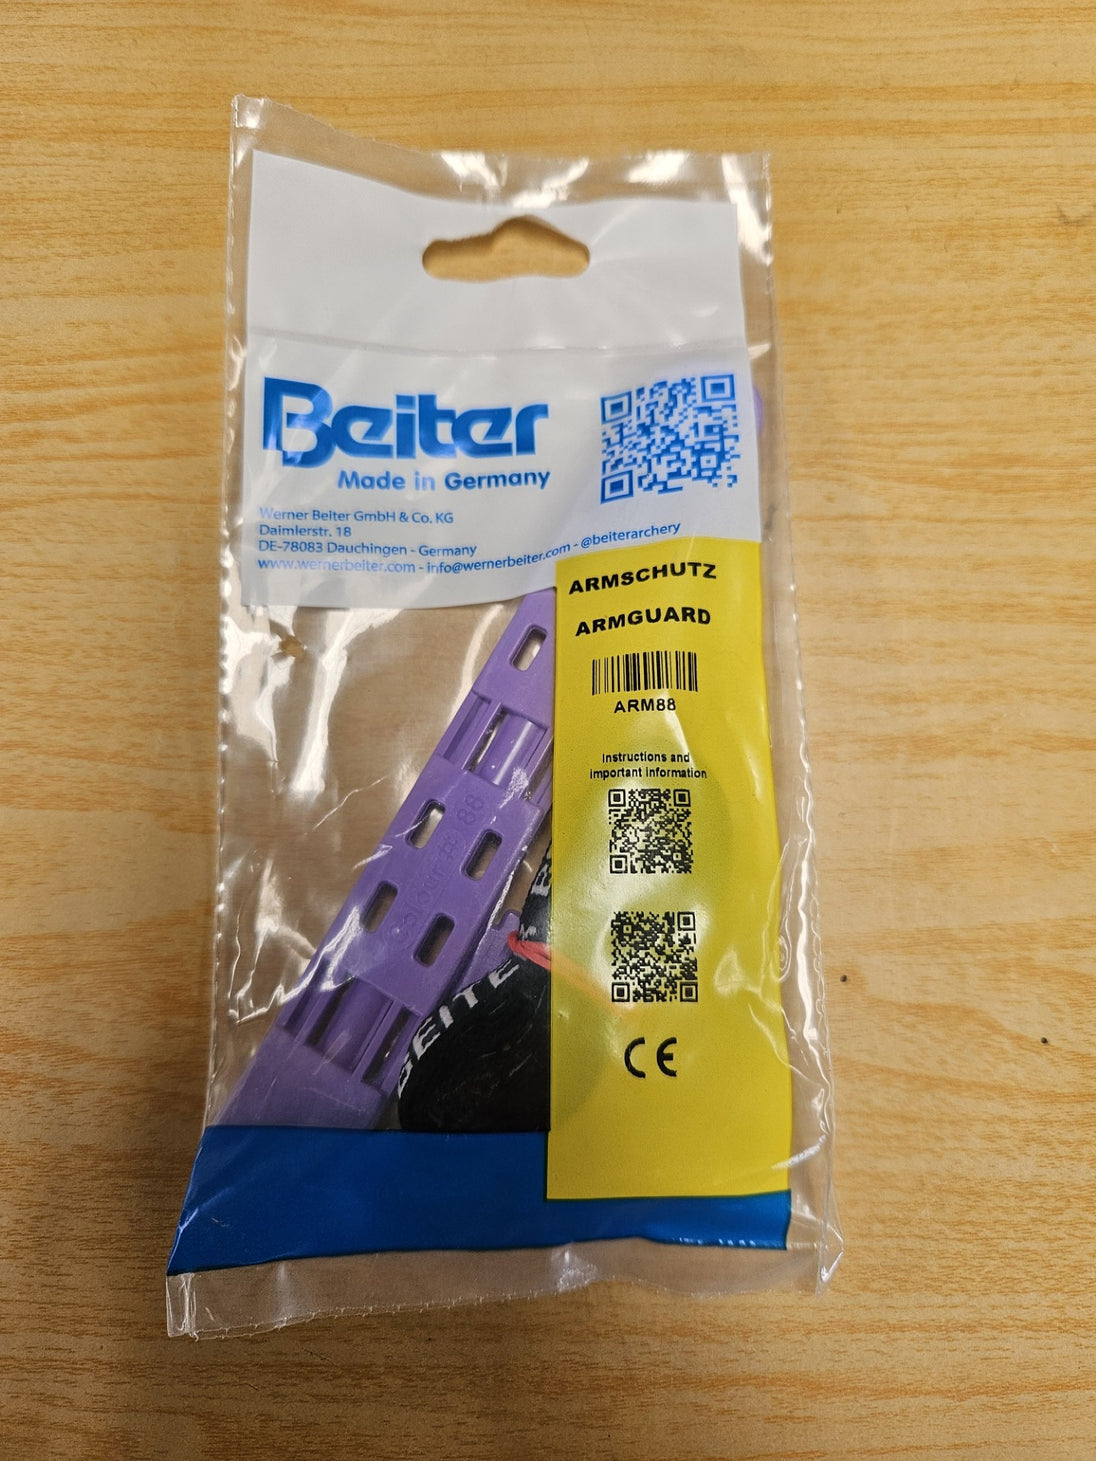 Beiter
Made in Germany
Werner Beiter GmbH & Co. KG
Daimlerstr. 18
DE-78083 Dauchingen - Germany
www.wernerbeiter.com - info@wernerbeiter.com - @beiterarchery
ARMSCHUTZ
ARMGUARD
ARM88
Instructions and
important information
CE
colour # 88
BEITE